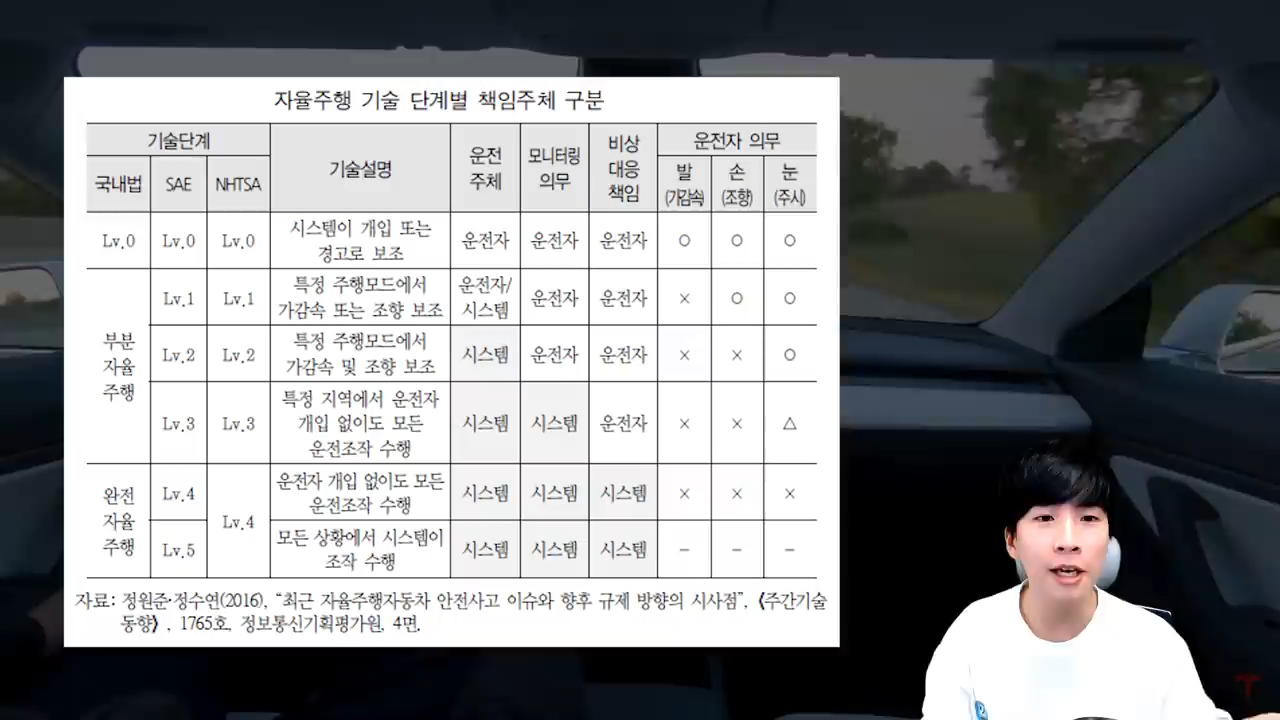 자율주행 기술 단계별 책임주체 구분
기술단계
기술설명
운전
주체
모니터링
의무
비상
대응
책임
운전자 의무
국내법
SAE
NHTSA
발
(가감속)
손
(조향)
눈
(주시)
Lv.0
Lv.0
Lv.0
시스템이 개입 또는
경고로 보조
운전자
운전자
운전자
○
○
○
부분
자율
주행
Lv.1
Lv.1
특정 주행모드에서
가감속 또는 조향 보조
운전자/
시스템
운전자
운전자
×
○
○
Lv.2
Lv.2
특정 주행모드에서
가감속 및 조향 보조
시스템
운전자
운전자
×
×
○
Lv.3
Lv.3
특정 지역에서 운전자
개입 없이도 모든
운전조작 수행
시스템
시스템
운전자
×
×
△
완전
자율
주행
Lv.4
Lv.4
운전자 개입 없이도 모든
운전조작 수행
시스템
시스템
시스템
×
×
×
Lv.5
모든 상황에서 시스템이
조작 수행
시스템
시스템
시스템
–
–
–
자료: 정원준·정수연(2016), “최근 자율주행자동차 안전사고 이슈와 향후 규제 방향의 시사점”, 《주간기술
동향》, 1765호, 정보통신기획평가원, 4면.